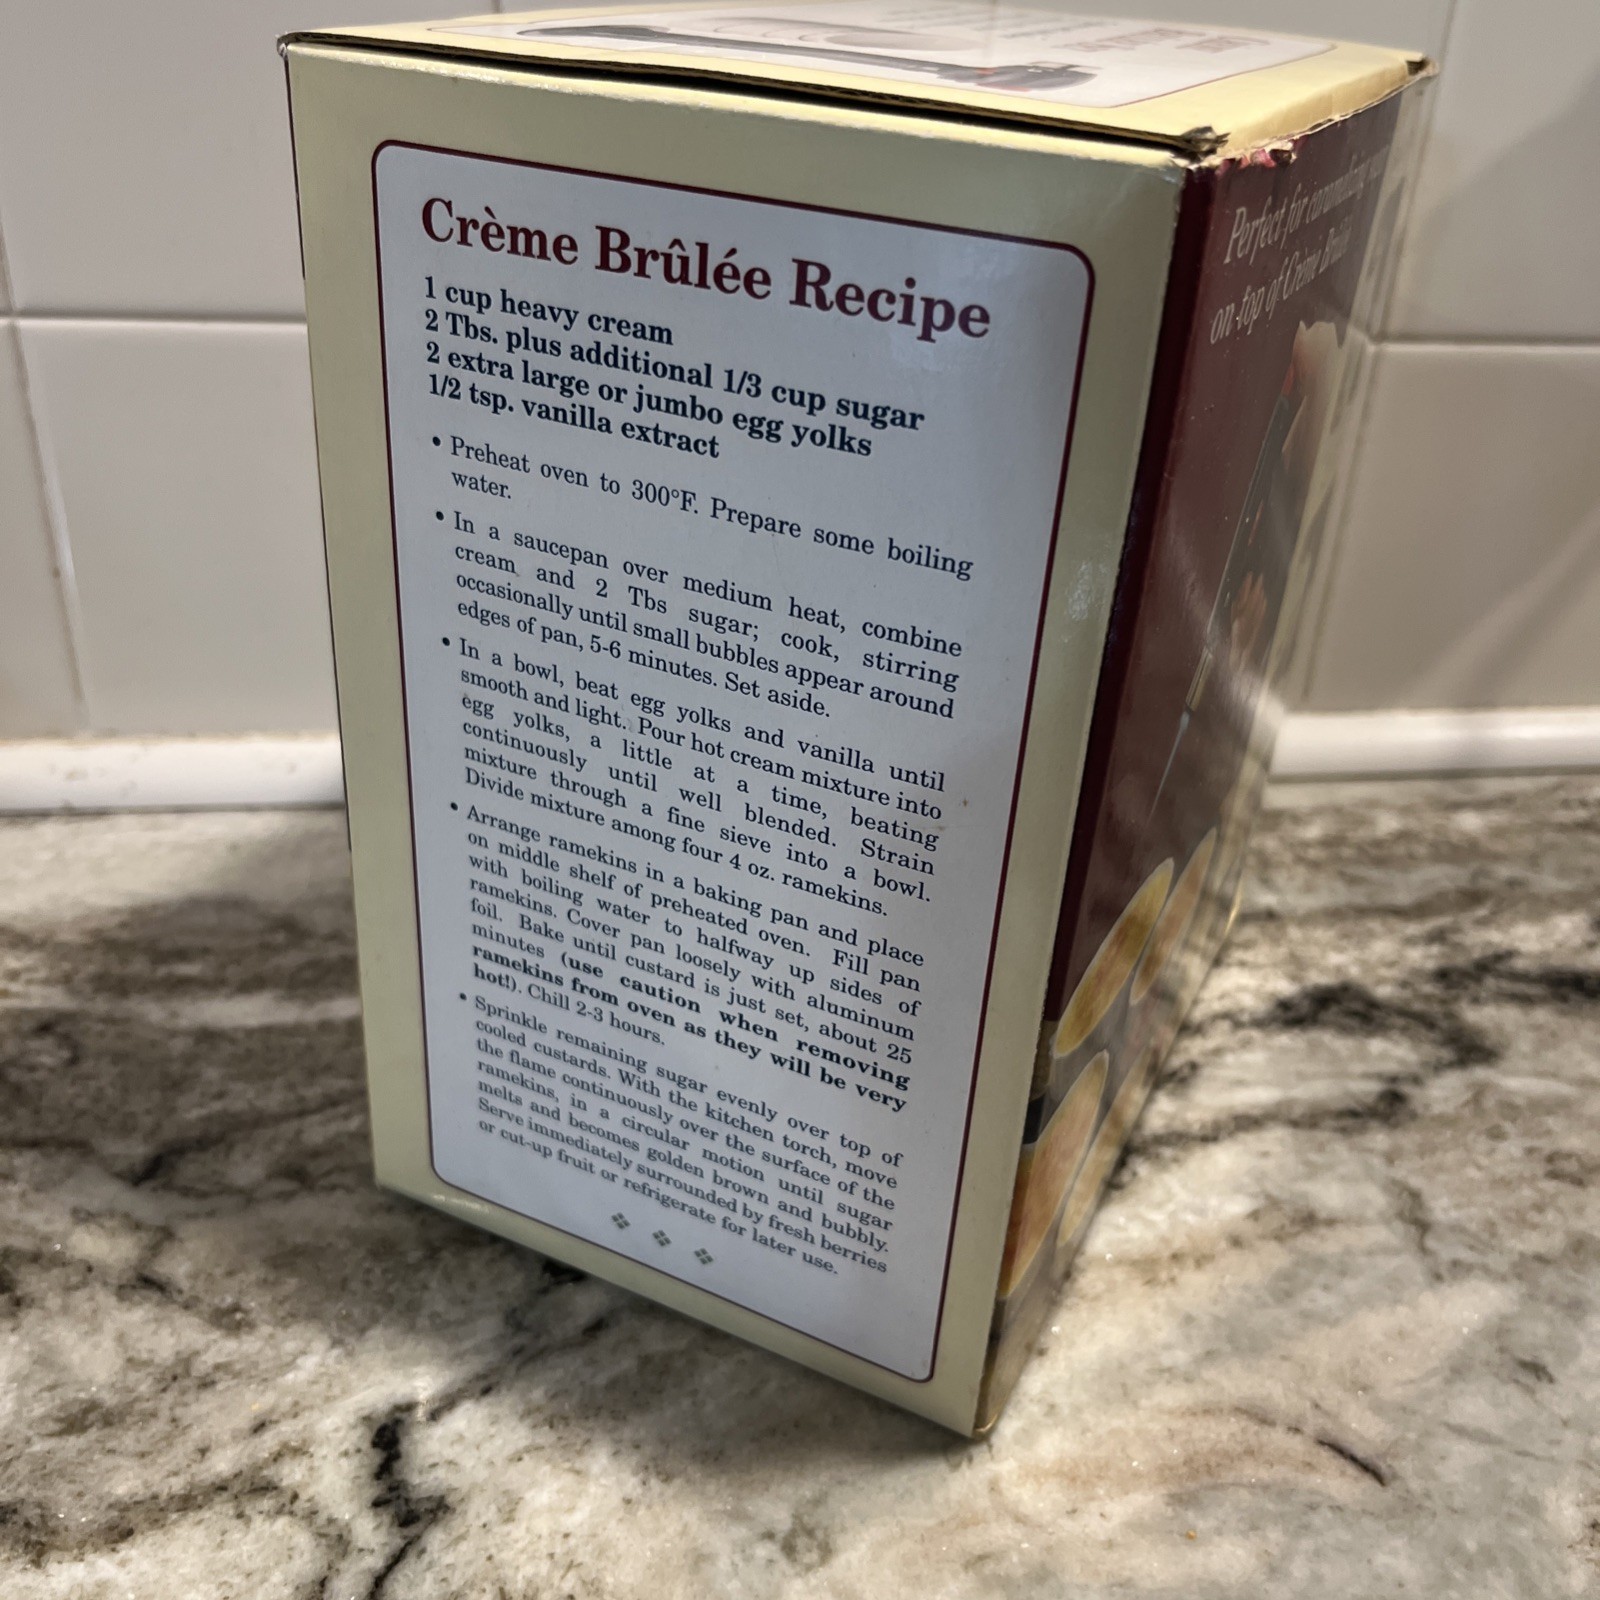 Crème Brûlée Recipe
1 cup heavy cream
2 Tbs. plus additional 1/3 cup sugar
2 extra large or jumbo egg yolks
1/2 tsp. vanilla extract
• Preheat oven to 300°F. Prepare some boiling
water.
• In a saucepan over medium heat, combine
cream and 2 Tbs sugar; cook, stirring
occasionally until small bubbles appear around
edges of pan, 5-6 minutes. Set aside.
• In a bowl, beat egg yolks and vanilla until
smooth and light. Pour hot cream mixture into
egg yolks, a little at a time, beating
continuously until well blended. Strain
mixture through a fine sieve into a bowl.
Divide mixture among four 4 oz. ramekins.
• Arrange ramekins in a baking pan and place
on middle shelf of preheated oven. Fill pan
with boiling water to halfway up sides of
ramekins. Cover pan loosely with aluminum
foil. Bake until custard is just set, about 25
minutes (use caution when removing
ramekins from oven as they will be very
hot!). Chill 2-3 hours.
• Sprinkle remaining sugar evenly over top of
cooled custards. With the kitchen torch, move
the flame continuously over the surface of the
ramekins, in a circular motion until sugar
melts and becomes golden brown and bubbly.
Serve immediately surrounded by fresh berries
or cut-up fruit or refrigerate for later use.
Perfect for caramelizing
on top of Crème Brûlée